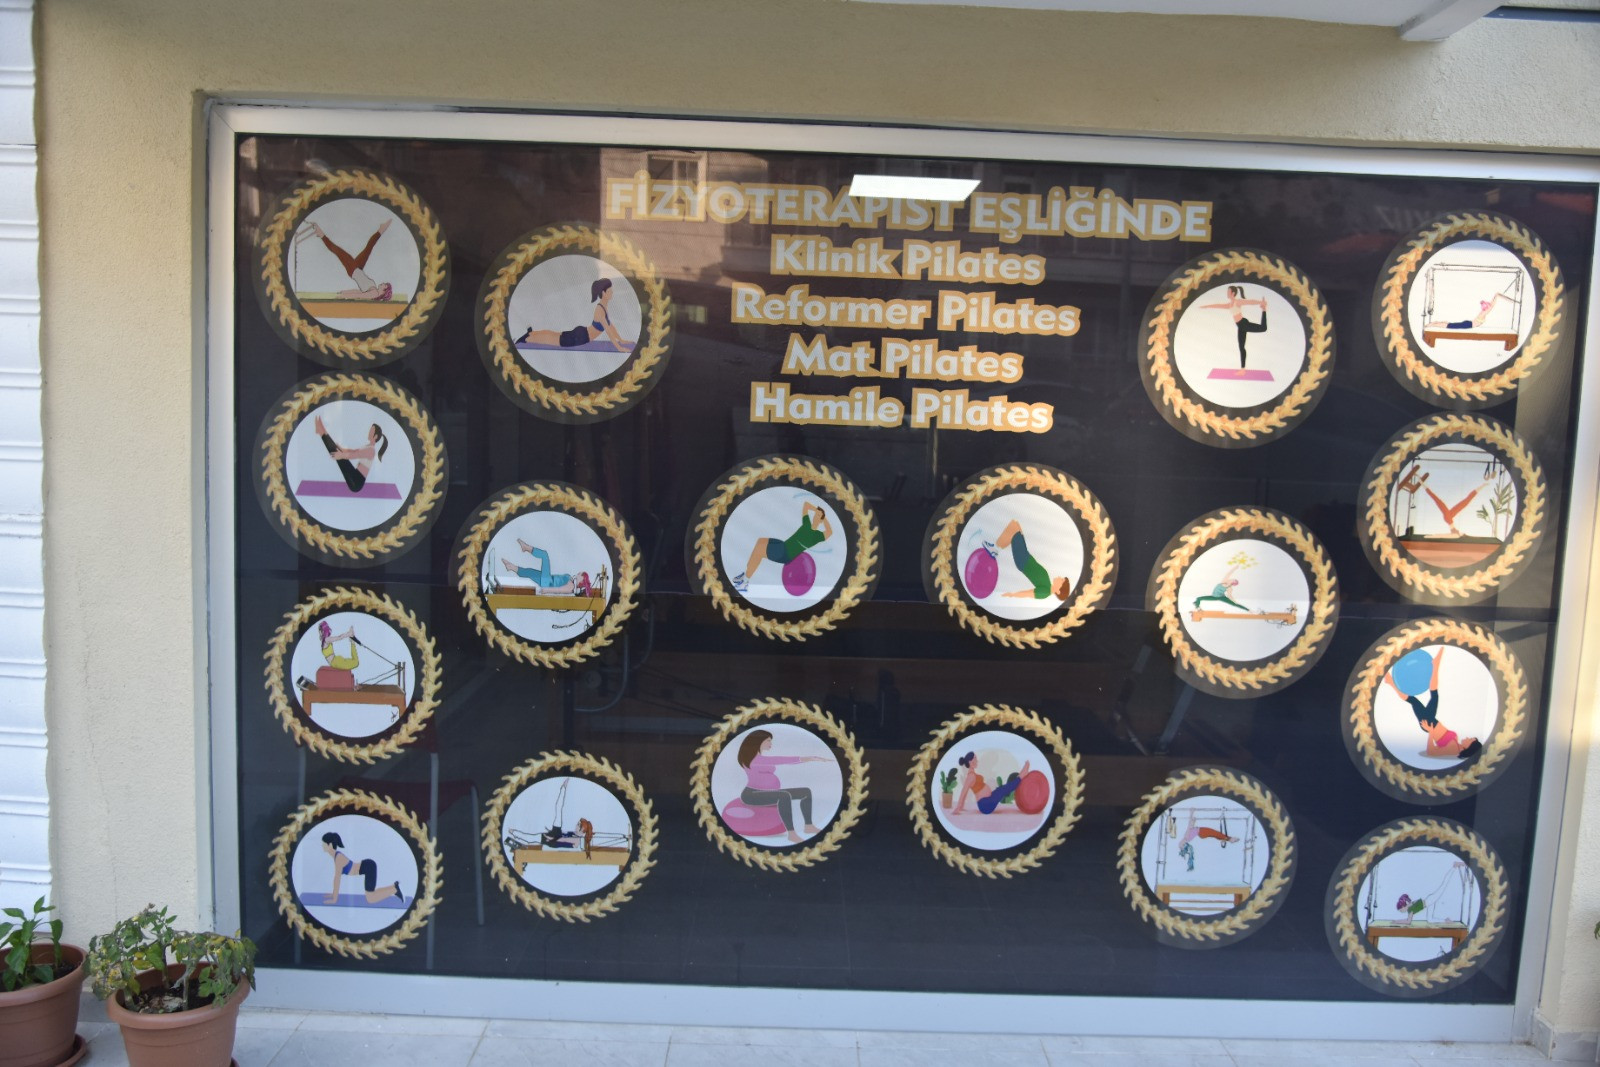 FİZYOTERAPİST EŞLİĞİNDE
Klinik Pilates
Reformer Pilates
Mat Pilates
Hamile Pilates